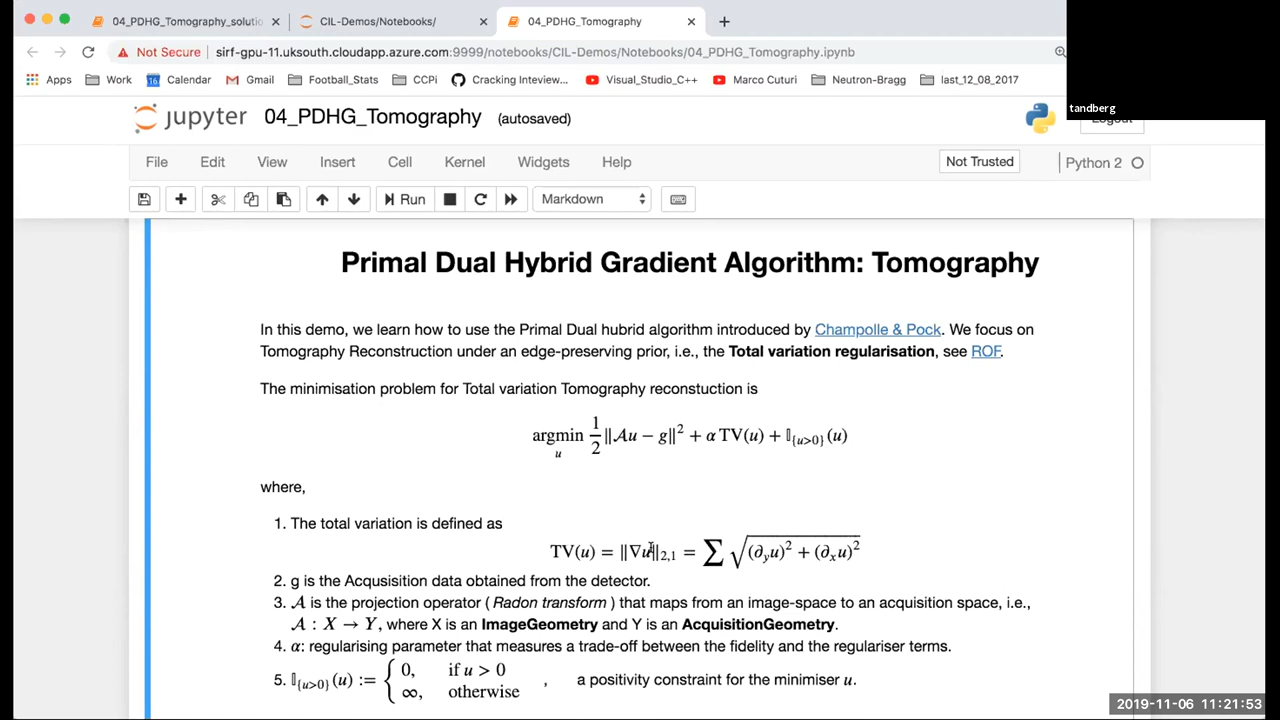 04_PDHG_Tomography_solutio
CIL-Demos/Notebooks/
04_PDHG_Tomography
Not Secure
sirf-gpu-11.uksouth.cloudapp.azure.com:9999/notebooks/CIL-Demos/Notebooks/04_PDHG_Tomography.ipynb
Apps Work Calendar Gmail Football_Stats CCPi Cracking Inteview... Visual_Studio_C++ Marco Cuturi Neutron-Bragg last_12_08_2017
tandberg
jupyter 04_PDHG_Tomography (autosaved)
File Edit View Insert Cell Kernel Widgets Help Not Trusted Python 2
Run Markdown
Primal Dual Hybrid Gradient Algorithm: Tomography
In this demo, we learn how to use the Primal Dual hubrid algorithm introduced by Champolle & Pock. We focus on
Tomography Reconstruction under an edge-preserving prior, i.e., the Total variation regularisation, see ROF.
The minimisation problem for Total variation Tomography reconstuction is
argmin_u 1/2 ‖𝒜u − g‖² + α TV(u) + 𝕀_{u>0}(u)
where,
1. The total variation is defined as
TV(u) = ‖∇u‖_{2,1} = ∑ √((∂_y u)² + (∂_x u)²)
2. g is the Acqusisition data obtained from the detector.
3. 𝒜 is the projection operator ( Radon transform ) that maps from an image-space to an acquisition space, i.e.,
𝒜 : X → Y, where X is an ImageGeometry and Y is an AcquisitionGeometry.
4. α: regularising parameter that measures a trade-off between the fidelity and the regulariser terms.
5. 𝕀_{u>0}(u) := { 0, if u > 0
∞, otherwise , a positivity constraint for the minimiser u.
2019-11-06 11:21:53